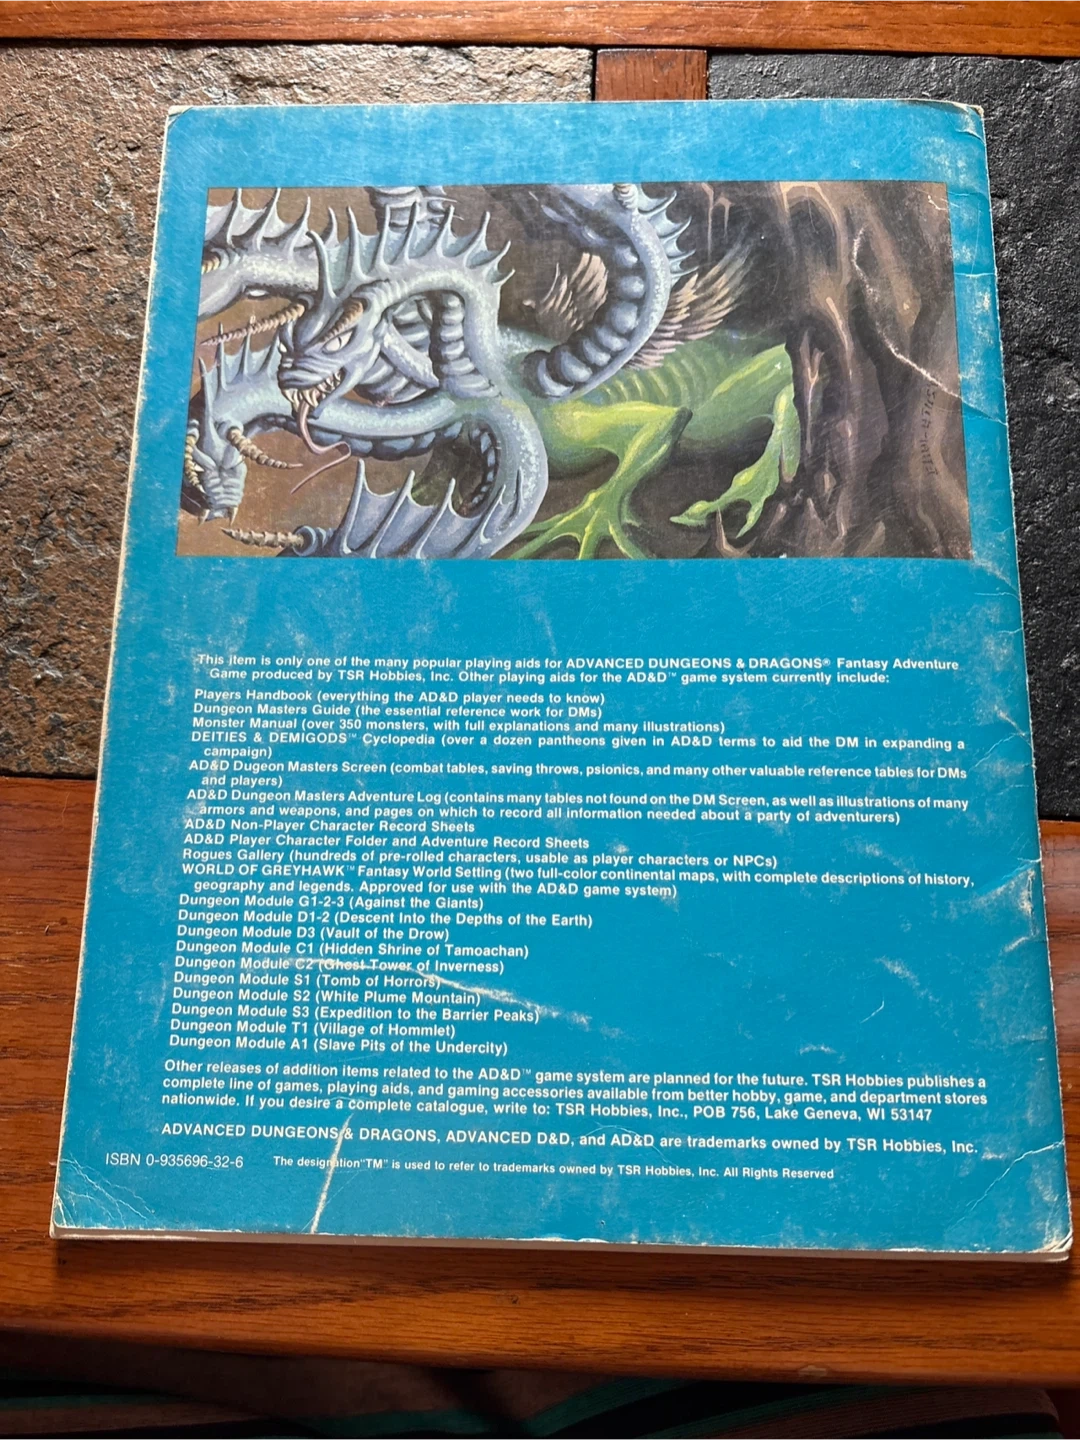 This item is only one of the many popular playing aids for ADVANCED DUNGEONS & DRAGONS® Fantasy Adventure
Game produced by TSR Hobbies, Inc. Other playing aids for the AD&D™ game system currently include:
Players Handbook (everything the AD&D player needs to know)
Dungeon Masters Guide (the essential reference work for DMs)
Monster Manual (over 350 monsters, with full explanations and many illustrations)
DEITIES & DEMIGODS™ Cyclopedia (over a dozen pantheons given in AD&D terms to aid the DM in expanding a
campaign)
AD&D Dugeon Masters Screen (combat tables, saving throws, psionics, and many other valuable reference tables for DMs
and players)
AD&D Dungeon Masters Adventure Log (contains many tables not found on the DM Screen, as well as illustrations of many
armors and weapons, and pages on which to record all information needed about a party of adventurers)
AD&D Non-Player Character Record Sheets
AD&D Player Character Folder and Adventure Record Sheets
Rogues Gallery (hundreds of pre-rolled characters, usable as player characters or NPCs)
WORLD OF GREYHAWK™ Fantasy World Setting (two full-color continental maps, with complete descriptions of history,
geography and legends. Approved for use with the AD&D game system)
Dungeon Module G1-2-3 (Against the Giants)
Dungeon Module D1-2 (Descent Into the Depths of the Earth)
Dungeon Module D3 (Vault of the Drow)
Dungeon Module C1 (Hidden Shrine of Tamoachan)
Dungeon Module C2 (Ghost Tower of Inverness)
Dungeon Module S1 (Tomb of Horrors)
Dungeon Module S2 (White Plume Mountain)
Dungeon Module S3 (Expedition to the Barrier Peaks)
Dungeon Module T1 (Village of Hommlet)
Dungeon Module A1 (Slave Pits of the Undercity)
Other releases of addition items related to the AD&D™ game system are planned for the future. TSR Hobbies publishes a
complete line of games, playing aids, and gaming accessories available from better hobby, game, and department stores
nationwide. If you desire a complete catalogue, write to: TSR Hobbies, Inc., POB 756, Lake Geneva, WI 53147
ADVANCED DUNGEONS & DRAGONS, ADVANCED D&D, and AD&D are trademarks owned by TSR Hobbies, Inc.
ISBN 0-935696-32-6 The designation"TM" is used to refer to trademarks owned by TSR Hobbies, Inc. All Rights Reserved